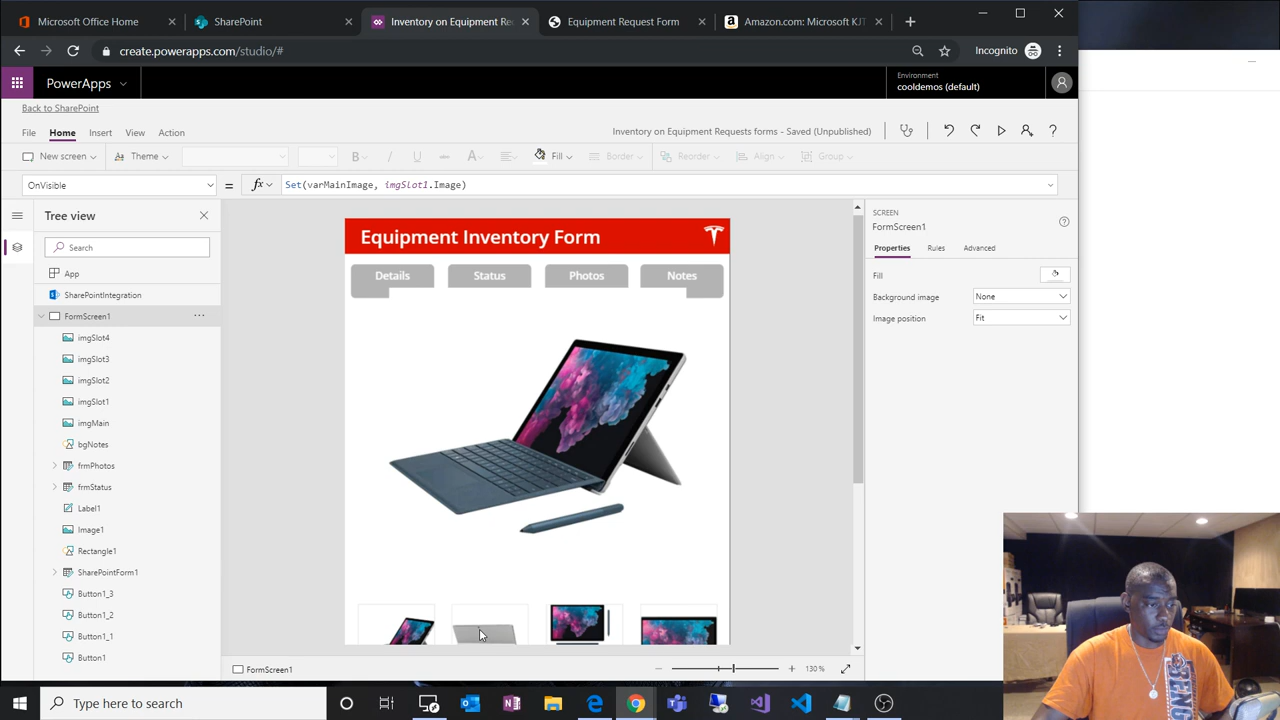 Microsoft Office Home
SharePoint
Inventory on Equipment Re
Equipment Request Form
Amazon.com: Microsoft KJT
create.powerapps.com/studio/#
Incognito
PowerApps
Environment
cooldemos (default)
Back to SharePoint
File
Home
Insert
View
Action
Inventory on Equipment Requests forms - Saved (Unpublished)
New screen
Theme
B
/
U
abc
A
Fill
Border
Reorder
Align
Group
OnVisible
=
fx
Set(varMainImage, imgSlot1.Image)
Tree view
Search
App
SharePointIntegration
FormScreen1
imgSlot4
imgSlot3
imgSlot2
imgSlot1
imgMain
bgNotes
frmPhotos
frmStatus
Label1
Image1
Rectangle1
SharePointForm1
Button1_3
Button1_2
Button1_1
Button1
Equipment Inventory Form
Details
Status
Photos
Notes
SCREEN
FormScreen1
Properties
Rules
Advanced
Fill
Background image
None
Image position
Fit
FormScreen1
130 %
Type here to search